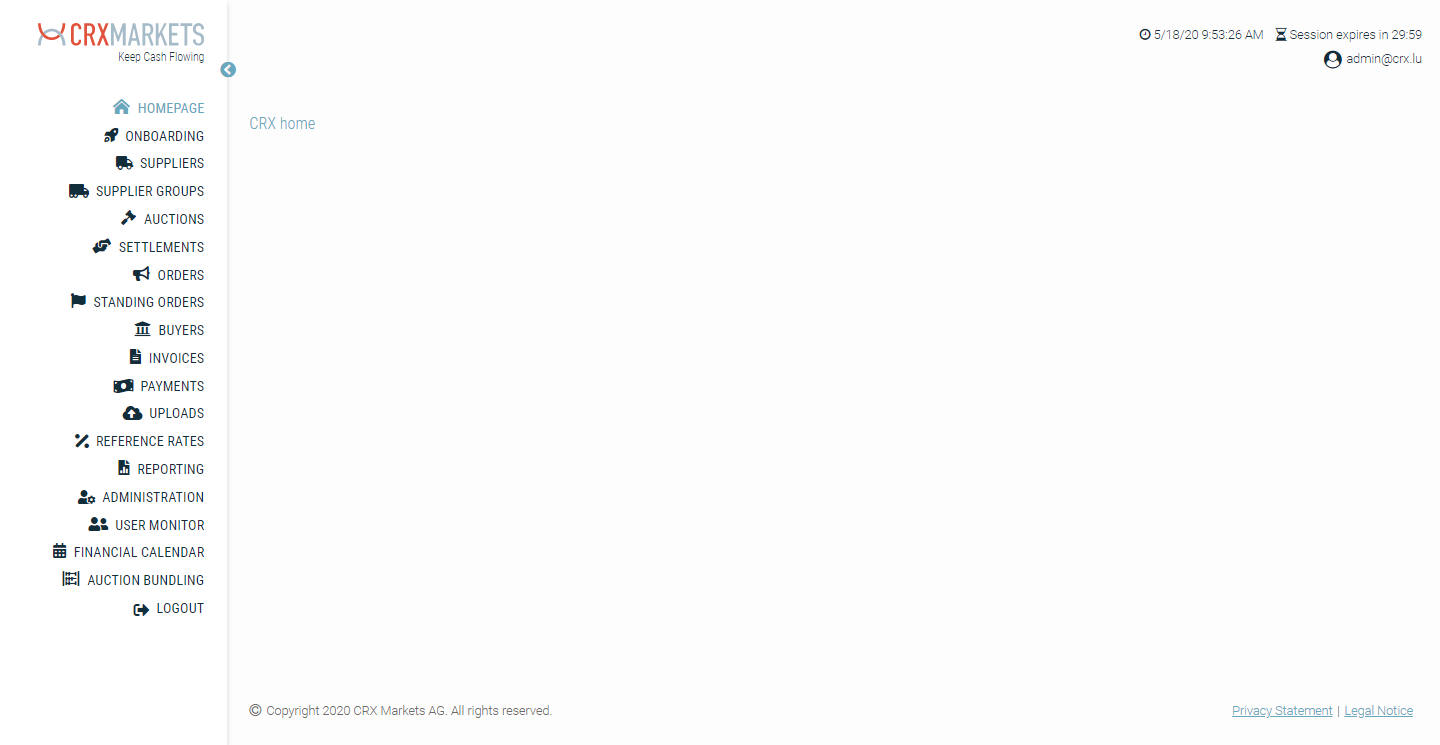 CRXMARKETS
Keep Cash Flowing
5/18/20 9:53:26 AM Session expires in 29:59
admin@crx.lu
HOMEPAGE
ONBOARDING
SUPPLIERS
SUPPLIER GROUPS
AUCTIONS
SETTLEMENTS
ORDERS
STANDING ORDERS
BUYERS
INVOICES
PAYMENTS
UPLOADS
REFERENCE RATES
REPORTING
ADMINISTRATION
USER MONITOR
FINANCIAL CALENDAR
AUCTION BUNDLING
LOGOUT
CRX home
© Copyright 2020 CRX Markets AG. All rights reserved.
Privacy Statement | Legal Notice